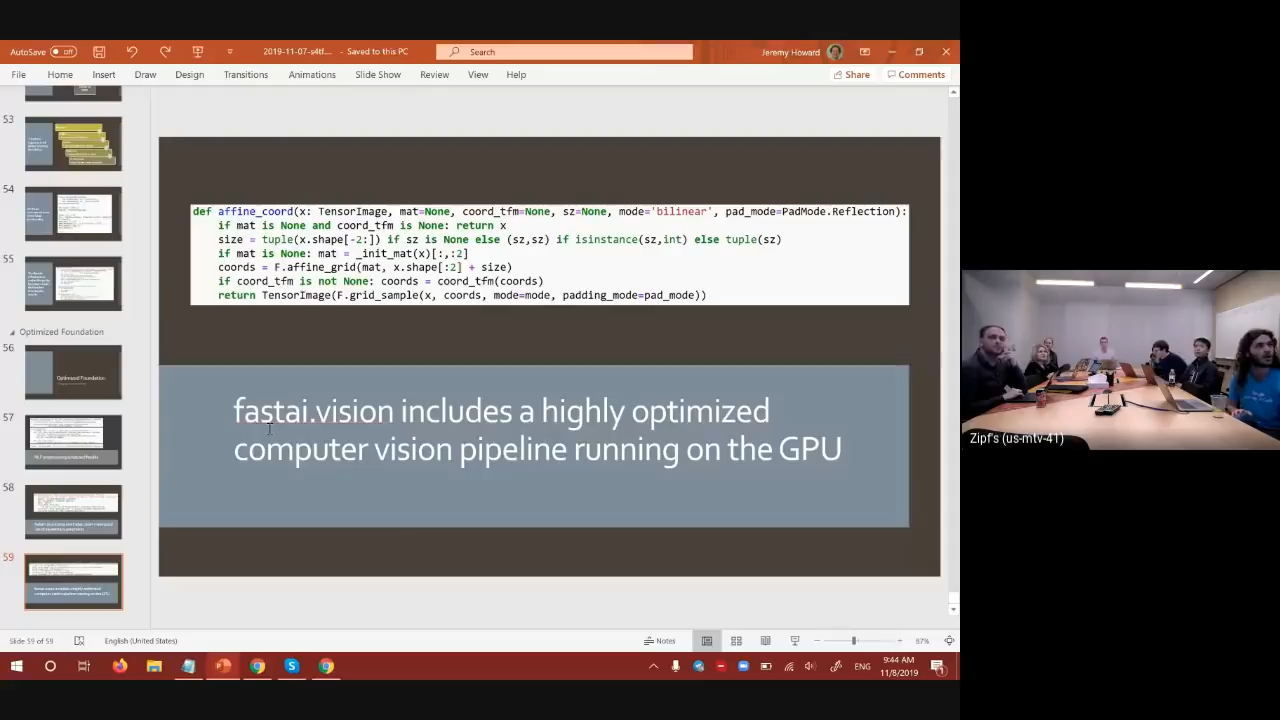 AutoSave Off
2019-11-07-s4tf... - Saved to this PC
Search
Jeremy Howard
File Home Insert Draw Design Transitions Animations Slide Show Review View Help
Share Comments
53
54
55
Optimized Foundation
56
Optimized Foundation
57
58
59
def affine_coord(x: TensorImage, mat=None, coord_tfm=None, sz=None, mode='bilinear', pad_mode=PadMode.Reflection):
if mat is None and coord_tfm is None: return x
size = tuple(x.shape[-2:]) if sz is None else (sz,sz) if isinstance(sz,int) else tuple(sz)
if mat is None: mat = _init_mat(x)[:,:2]
coords = F.affine_grid(mat, x.shape[:2] + size)
if coord_tfm is not None: coords = coord_tfm(coords)
return TensorImage(F.grid_sample(x, coords, mode=mode, padding_mode=pad_mode))
fastai.vision includes a highly optimized
computer vision pipeline running on the GPU
Zipf's (us-mtv-41)
Slide 59 of 59
English (United States)
Notes
87%
ENG
9:44 AM
11/8/2019
1